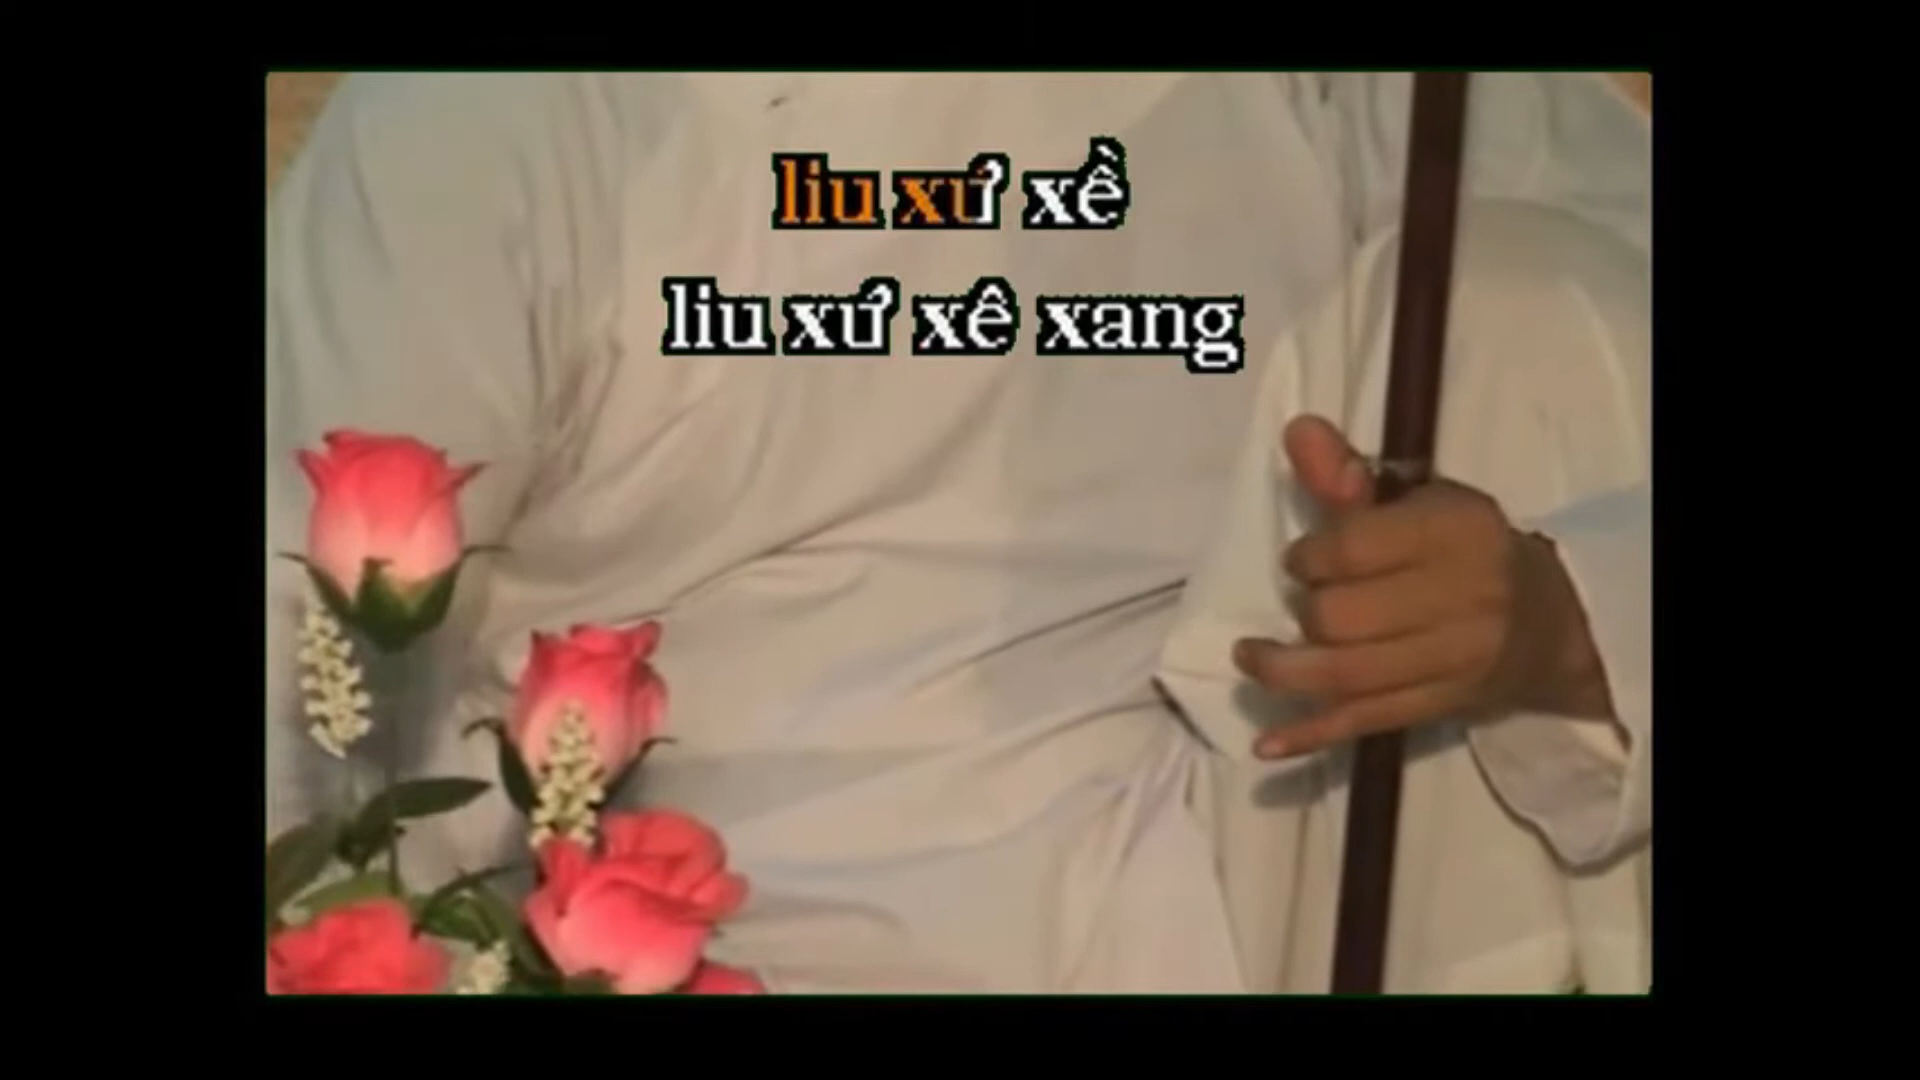 liu xứ xề
liu xứ xê xang